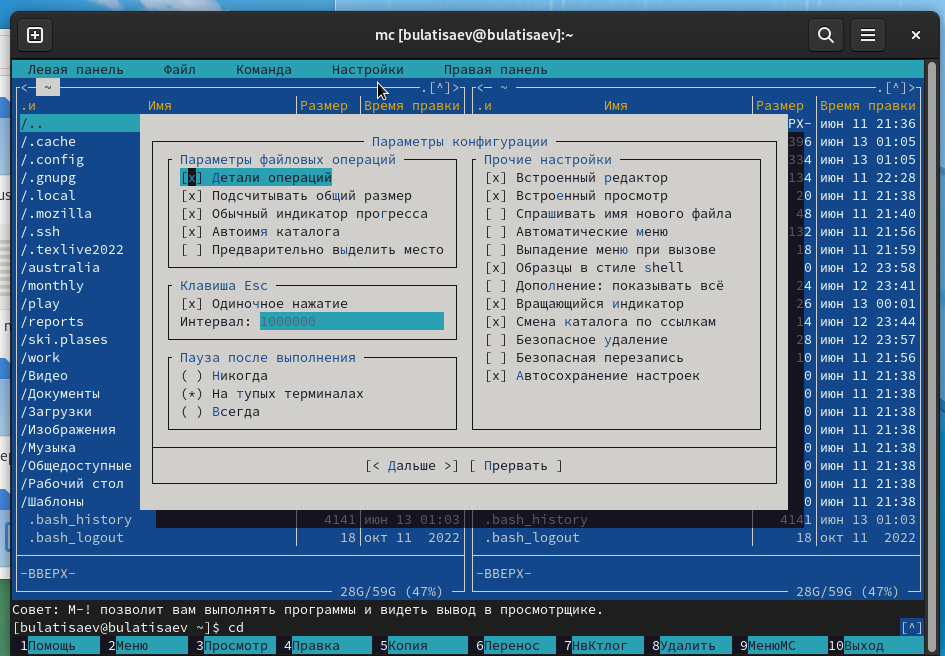 mc [bulatisaev@bulatisaev]:~
Левая панель Файл Команда Настройки Правая панель
<- ~ .[^]> <- ~ .[^]>
.и Имя Размер Время правки .и Имя Размер Время правки
/.. РХ- июн 11 21:36
/.cache 396 июн 13 01:05
/.config 334 июн 13 01:05
/.gnupg 134 июн 11 22:28
/.local 20 июн 11 21:38
/.mozilla 48 июн 11 21:40
/.ssh 132 июн 11 21:56
/.texlive2022 18 июн 11 21:59
/australia 0 июн 12 23:58
/monthly 24 июн 12 23:41
/play 26 июн 13 00:01
/reports 14 июн 12 23:44
/ski.plases 28 июн 12 23:57
/work 10 июн 11 21:56
/Видео 0 июн 11 21:38
/Документы 0 июн 11 21:38
/Загрузки 0 июн 11 21:38
/Изображения 0 июн 11 21:38
/Музыка 0 июн 11 21:38
/Общедоступные 0 июн 11 21:38
/Рабочий стол 0 июн 11 21:38
/Шаблоны 0 июн 11 21:38
Параметры конфигурации
Параметры файловых операций
[x] Детали операций
[x] Подсчитывать общий размер
[x] Обычный индикатор прогресса
[x] Автоимя каталога
[ ] Предварительно выделить место
Клавиша Esc
[x] Одиночное нажатие
Интервал: 1000000
Пауза после выполнения
( ) Никогда
(*) На тупых терминалах
( ) Всегда
Прочие настройки
[x] Встроенный редактор
[x] Встроенный просмотр
[ ] Спрашивать имя нового файла
[ ] Автоматические меню
[ ] Выпадение меню при вызове
[x] Образцы в стиле shell
[ ] Дополнение: показывать всё
[x] Вращающийся индикатор
[x] Смена каталога по ссылкам
[ ] Безопасное удаление
[ ] Безопасная перезапись
[x] Автосохранение настроек
[< Дальше >] [ Прервать ]
.bash_history 4141 июн 13 01:03 .bash_history 4141 июн 13 01:03
.bash_logout 18 окт 11 2022 .bash_logout 18 окт 11 2022
-ВВЕРХ- -ВВЕРХ-
28G/59G (47%) 28G/59G (47%)
Совет: M-! позволит вам выполнять программы и видеть вывод в просмотрщике.
[bulatisaev@bulatisaev ~]$ cd [^]
1Помощь 2Меню 3Просмотр 4Правка 5Копия 6Перенос 7НвКтлог 8Удалить 9МенюMC 10Выход